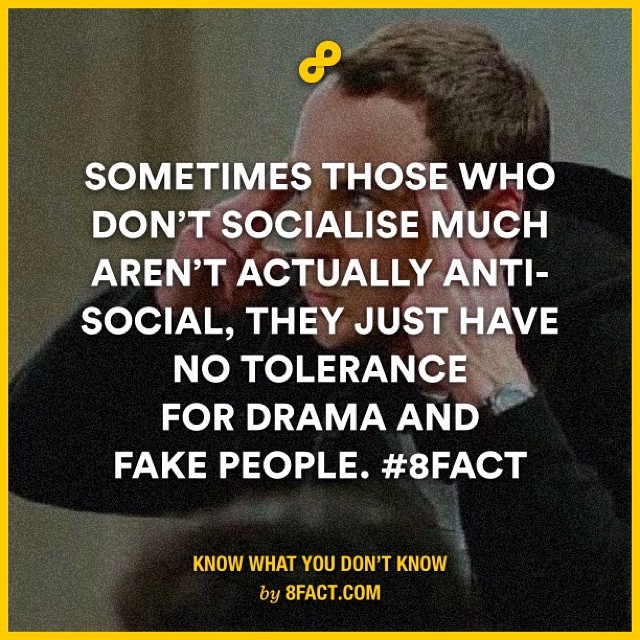 SOMETIMES THOSE WHO
DON'T SOCIALISE MUCH
AREN'T ACTUALLY ANTI-
SOCIAL, THEY JUST HAVE
NO TOLERANCE
FOR DRAMA AND
FAKE PEOPLE. #8FACT
KNOW WHAT YOU DON'T KNOW
by 8FACT.COM